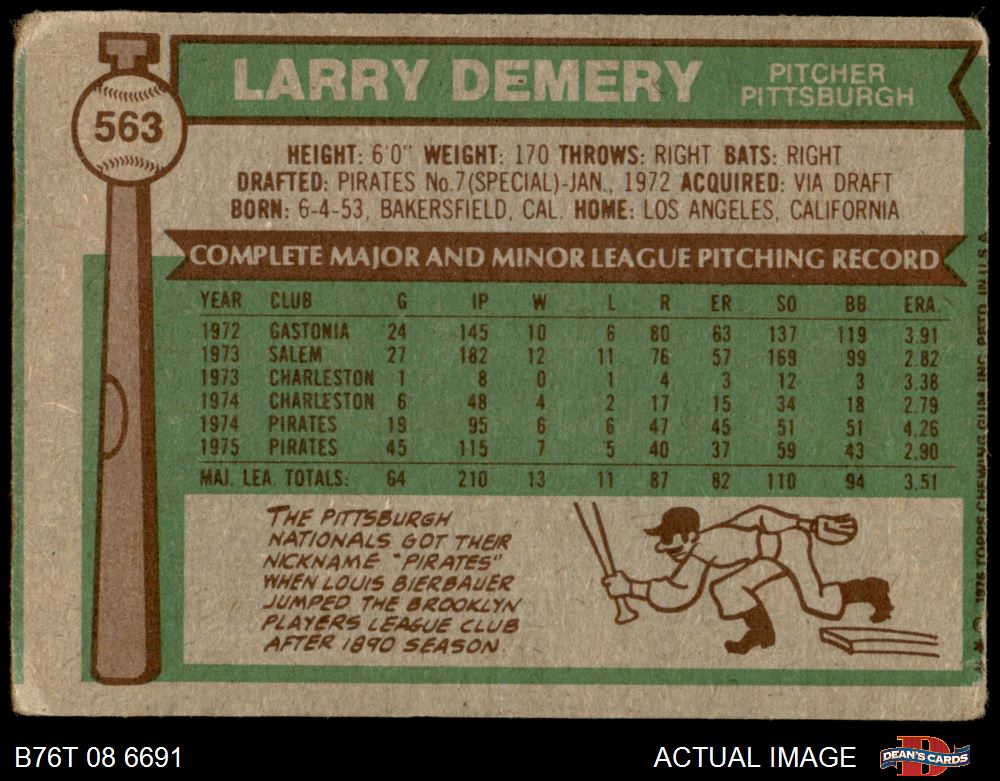 563
LARRY DEMERY
PITCHER
PITTSBURGH
HEIGHT: 6'0" WEIGHT: 170 THROWS: RIGHT BATS: RIGHT
DRAFTED: PIRATES No.7(SPECIAL)-JAN., 1972 ACQUIRED: VIA DRAFT
BORN: 6-4-53, BAKERSFIELD, CAL. HOME: LOS ANGELES, CALIFORNIA
COMPLETE MAJOR AND MINOR LEAGUE PITCHING RECORD
YEAR CLUB G IP W L R ER SO BB ERA.
1972 GASTONIA 24 145 10 6 80 63 137 119 3.91
1973 SALEM 27 182 12 11 76 57 169 99 2.82
1973 CHARLESTON 1 8 0 1 4 3 12 3 3.38
1974 CHARLESTON 6 48 4 2 17 15 34 18 2.79
1974 PIRATES 19 95 6 6 47 45 51 51 4.26
1975 PIRATES 45 115 7 5 40 37 59 43 2.90
MAJ. LEA. TOTALS: 64 210 13 11 87 82 110 94 3.51
THE PITTSBURGH
NATIONALS GOT THEIR
NICKNAME "PIRATES"
WHEN LOUIS BIERBAUER
JUMPED THE BROOKLYN
PLAYERS LEAGUE CLUB
AFTER 1890 SEASON.
© 1976 TOPPS CHEWING GUM, INC. PRTD. IN U.S.A.
B76T 08 6691
ACTUAL IMAGE
DEAN'S CARDS